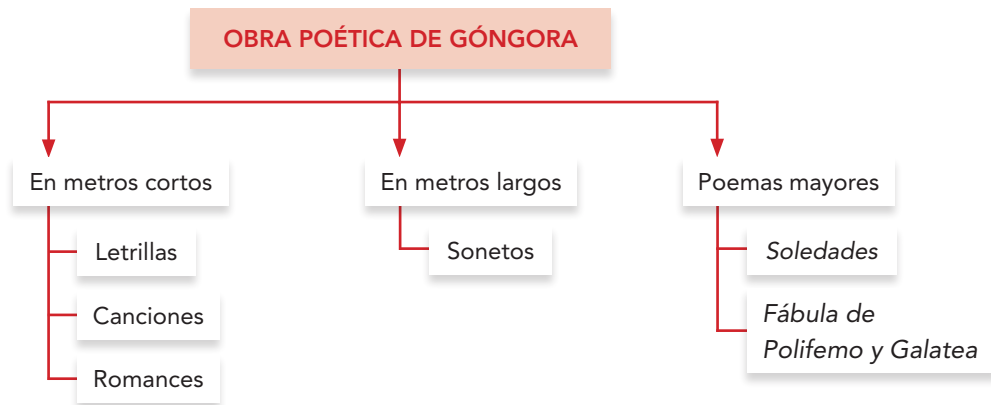 OBRA POÉTICA DE GÓNGORA
En metros cortos
Letrillas
Canciones
Romances
En metros largos
Sonetos
Poemas mayores
Soledades
Fábula de
Polifemo y Galatea